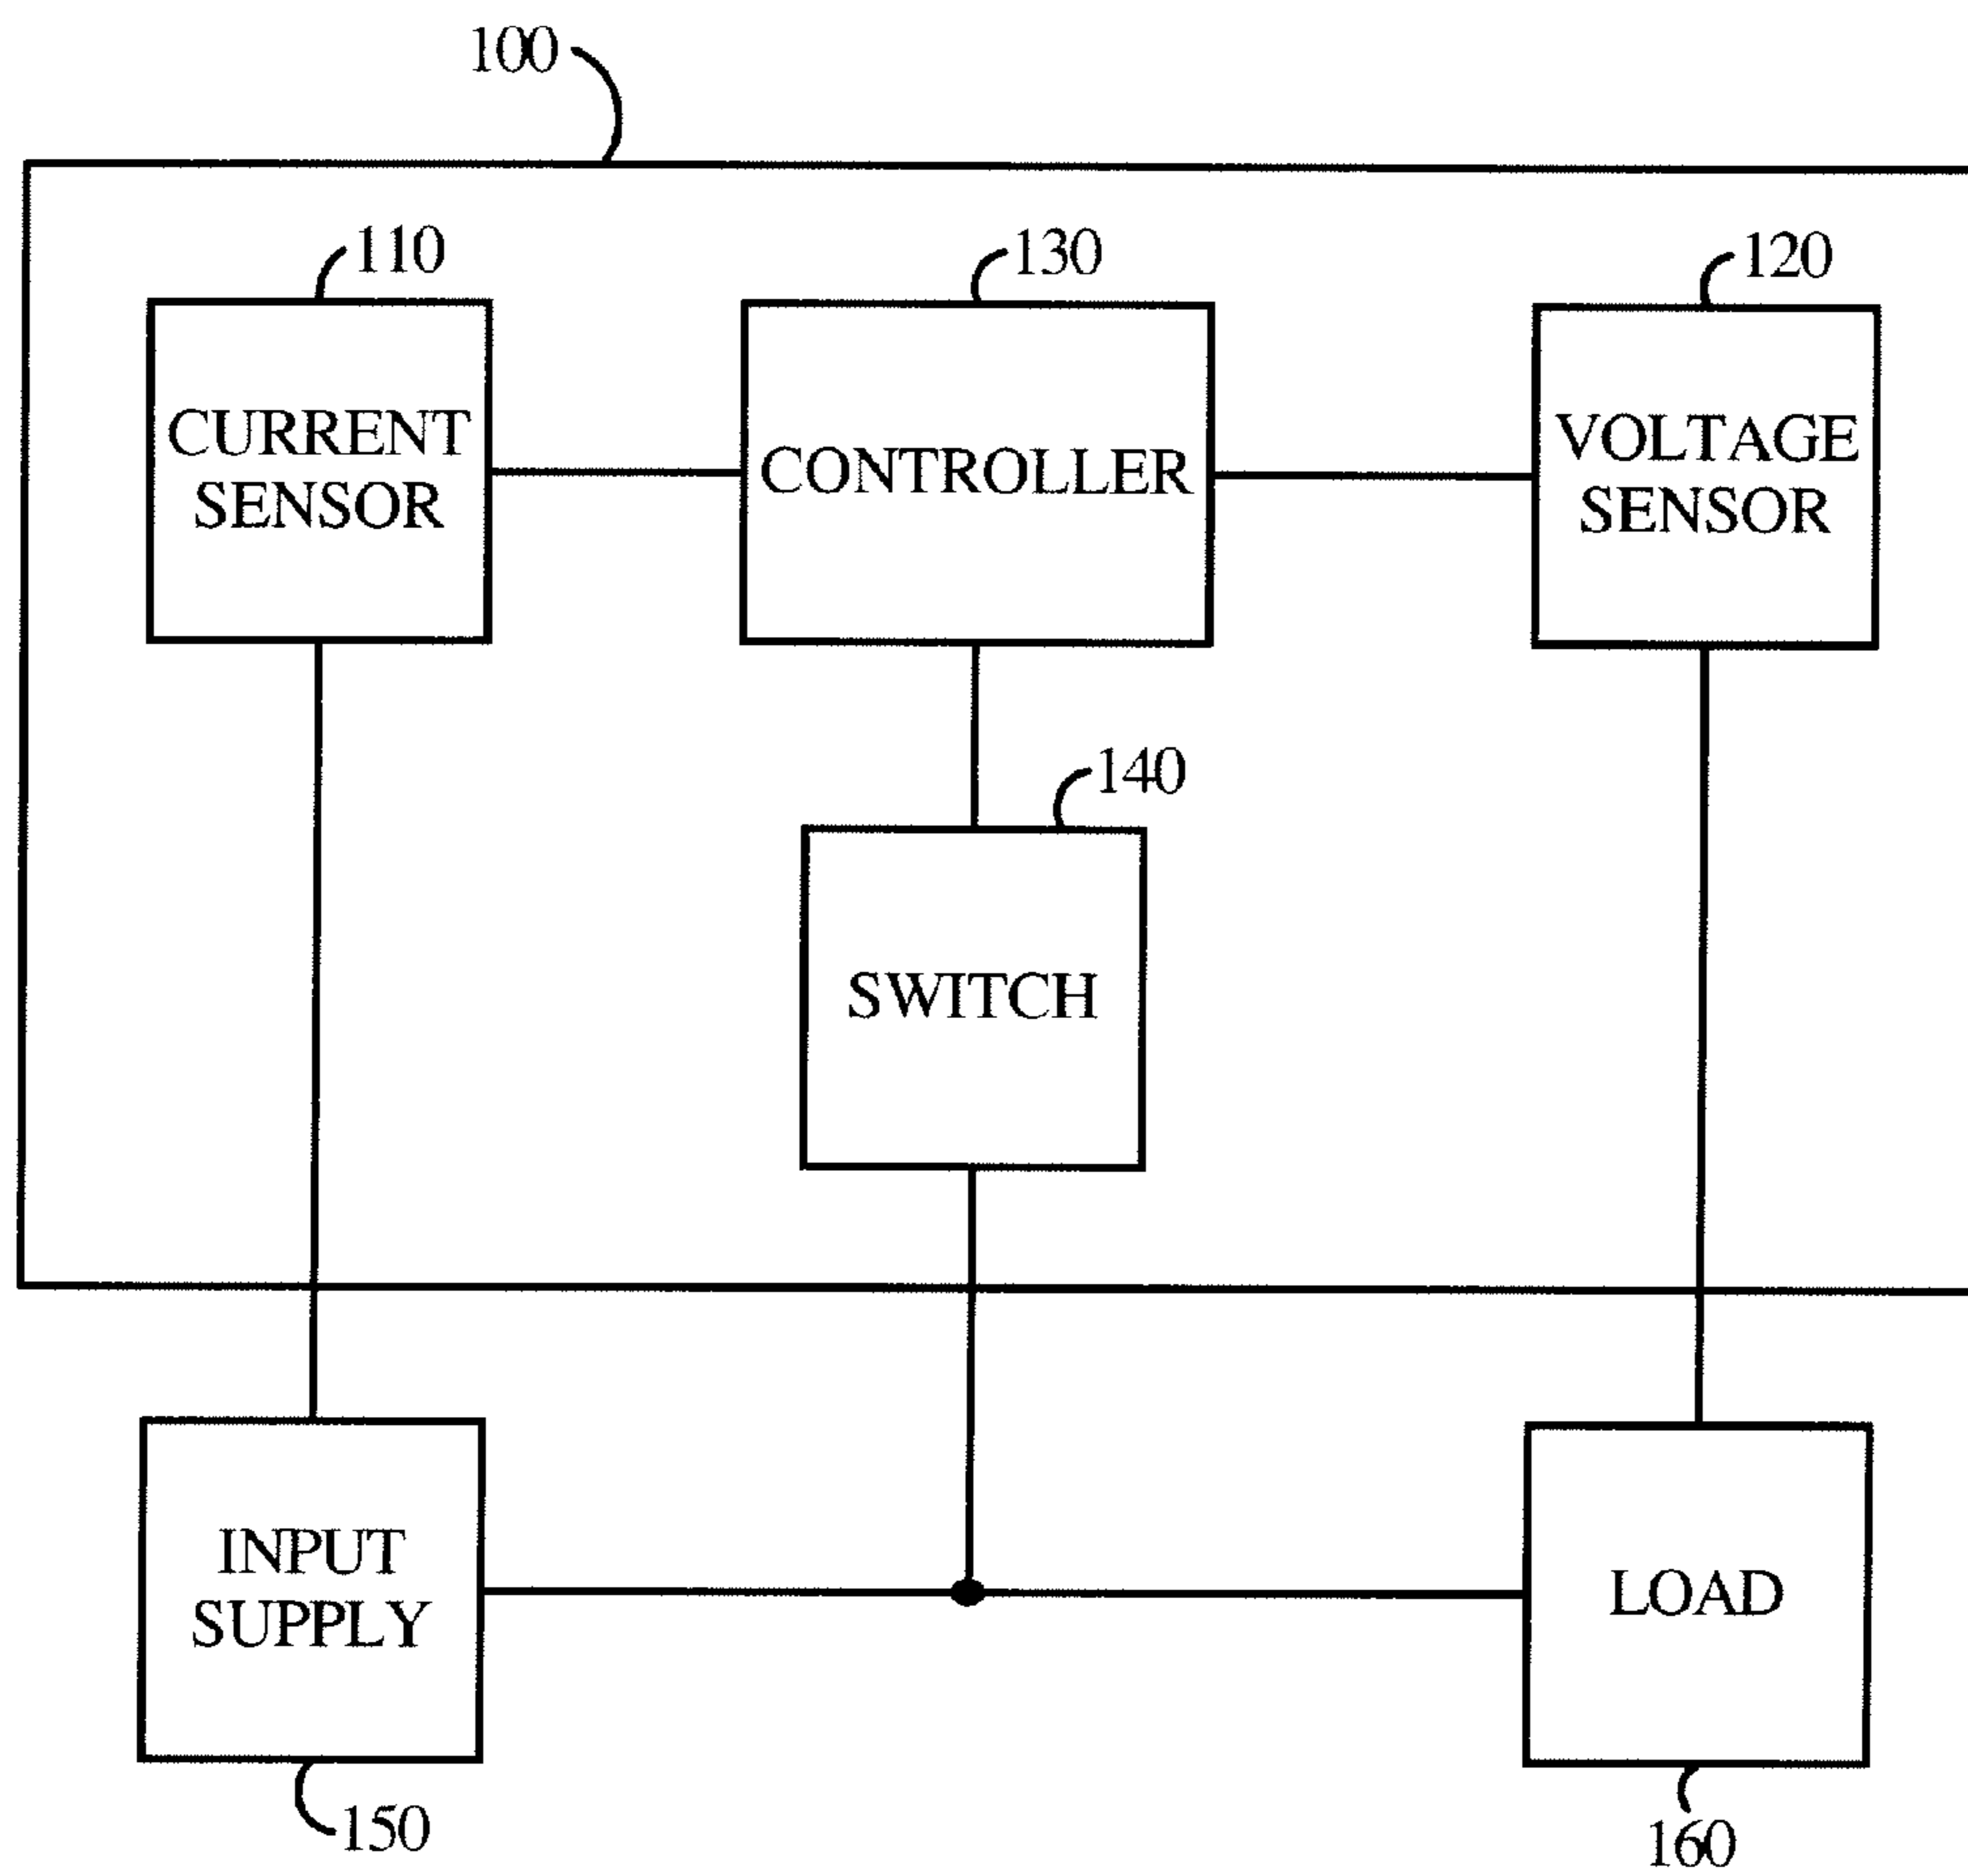 100
110
130
120
CURRENT
SENSOR
CONTROLLER
VOLTAGE
SENSOR
140
SWITCH
INPUT
SUPPLY
LOAD
150
160